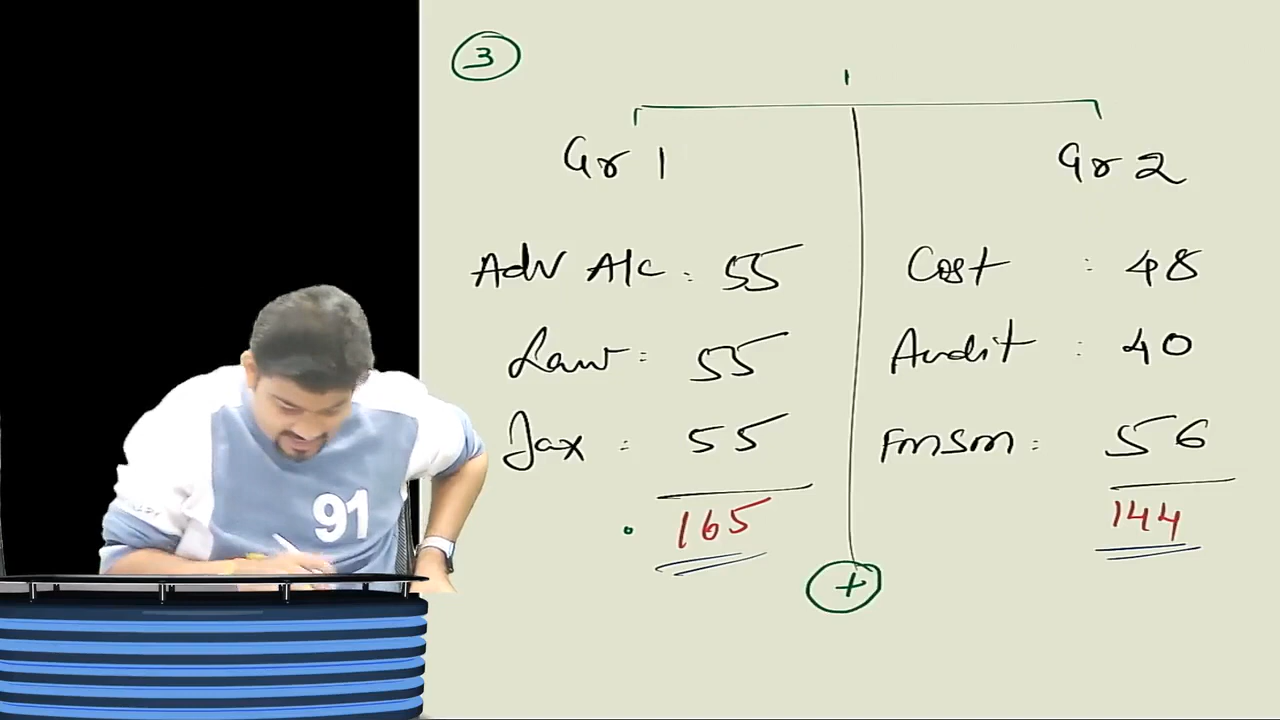 3
Gr 1
Gr 2
Adv A/c : 55
Cost : 48
Law : 55
Audit : 40
Tax : 55
FMSM : 56
165
144
+
91